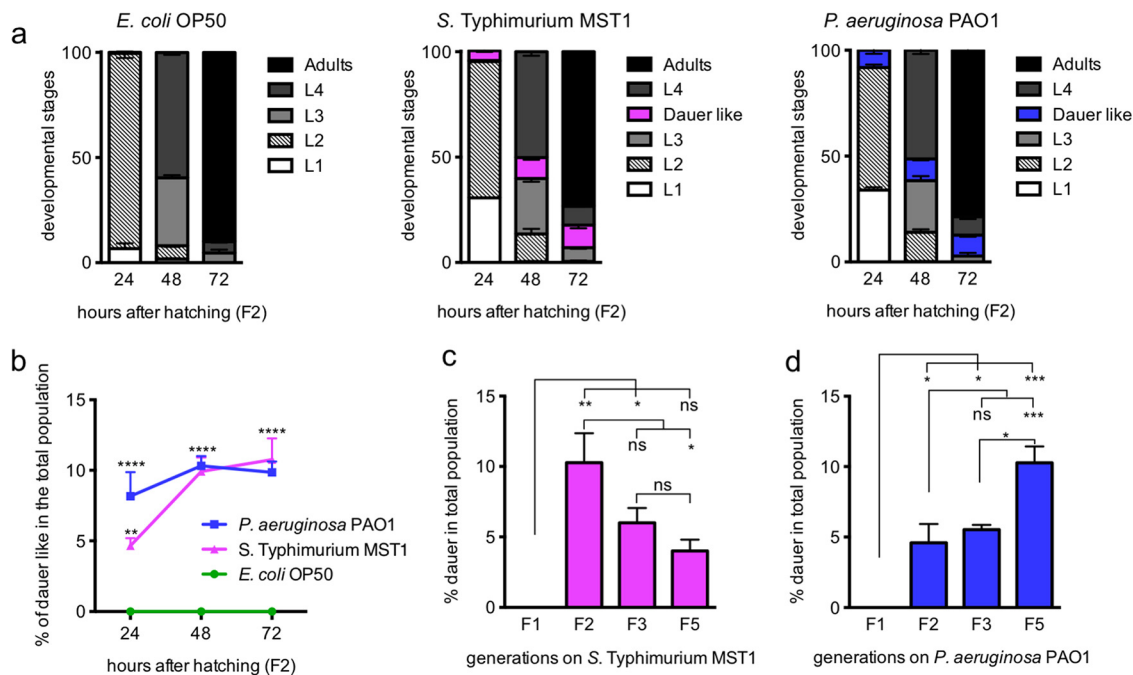 a
E. coli OP50
developmental stages
100
50
0
24 48 72
hours after hatching (F2)
Adults
L4
L3
L2
L1
S. Typhimurium MST1
developmental stages
100
50
0
24 48 72
hours after hatching (F2)
Adults
L4
Dauer like
L3
L2
L1
P. aeruginosa PAO1
developmental stages
100
50
0
24 48 72
hours after hatching (F2)
Adults
L4
Dauer like
L3
L2
L1
b
% of dauer like in the total population
15
10
5
0
**** **** ****
**
P. aeruginosa PAO1
S. Typhimurium MST1
E. coli OP50
24 48 72
hours after hatching (F2)
c
% dauer in total population
15
10
5
0
** * ns
ns *
ns
F1 F2 F3 F5
generations on S. Typhimurium MST1
d
% dauer in total population
15
10
5
0
* * ***
ns ***
*
F1 F2 F3 F5
generations on P. aeruginosa PAO1